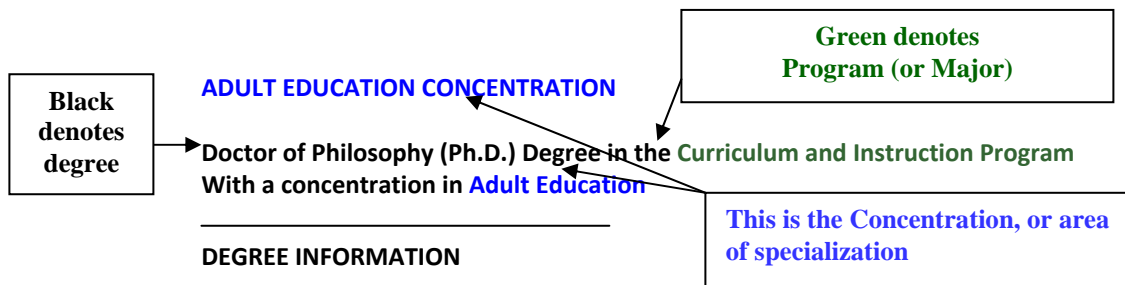 Green denotes
Program (or Major)
Black
denotes
degree
ADULT EDUCATION CONCENTRATION
Doctor of Philosophy (Ph.D.) Degree in the Curriculum and Instruction Program
With a concentration in Adult Education
This is the Concentration, or area
of specialization
DEGREE INFORMATION